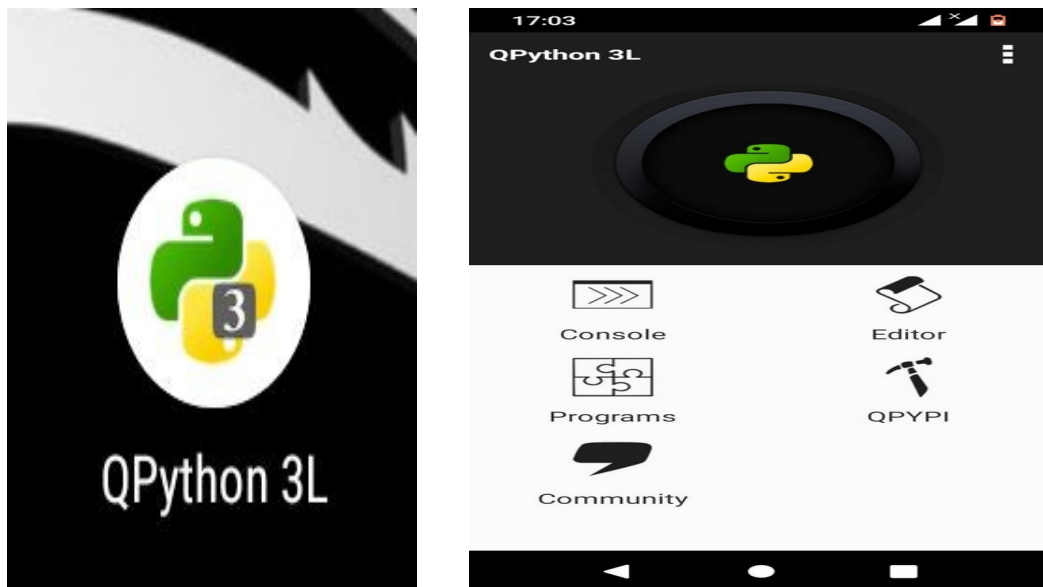 3
QPython 3L
17:03
QPython 3L
>>>
Console
Editor
Programs
QPYPI
Community